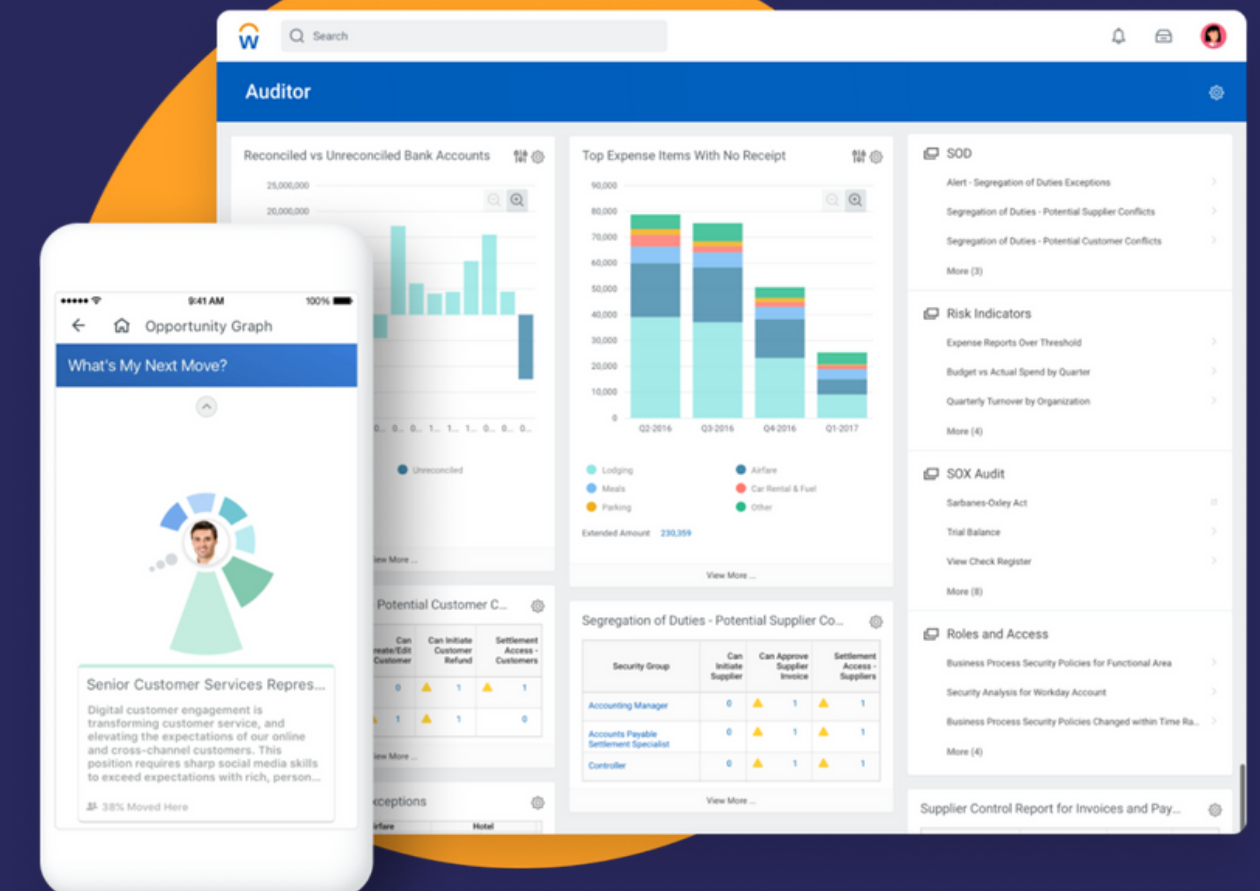 W
Search
Auditor
Reconciled vs Unreconciled Bank Accounts
25,000,000
20,000,000
0... 0... 0... 1... 1... 1... 0... 0... 0...
Unreconciled
View More ...
Top Expense Items With No Receipt
90,000
80,000
70,000
60,000
50,000
40,000
30,000
20,000
10,000
0
Q2-2016 Q3-2016 Q4-2016 Q1-2017
Lodging Airfare
Meals Car Rental & Fuel
Parking Other
Extended Amount 230,359
View More ...
SOD
Alert - Segregation of Duties Exceptions
Segregation of Duties - Potential Supplier Conflicts
Segregation of Duties - Potential Customer Conflicts
More (3)
Risk Indicators
Expense Reports Over Threshold
Budget vs Actual Spend by Quarter
Quarterly Turnover by Organization
More (4)
SOX Audit
Sarbanes-Oxley Act
Trial Balance
View Check Register
More (8)
Roles and Access
Business Process Security Policies for Functional Area
Security Analysis for Workday Account
Business Process Security Policies Changed within Time Ra...
More (4)
Supplier Control Report for Invoices and Pay...
Potential Customer C...
Can Can Initiate Settlement
Customer Access -
Customer Refund Customers
0 1 1
1 1 0
View More ...
Segregation of Duties - Potential Supplier Co...
Security Group
Can Initiate Supplier
Can Approve Supplier Invoice
Settlement Access - Suppliers
Accounting Manager 0 1 1
Accounts Payable
Settlement Specialist 0 1 1
Controller 0 1 1
View More ...
Hotel
9:41 AM 100%
Opportunity Graph
What's My Next Move?
Senior Customer Services Repres...
Digital customer engagement is
transforming customer service, and
elevating the expectations of our online
and cross-channel customers. This
position requires sharp social media skills
to exceed expectations with rich, person...
38% Moved Here